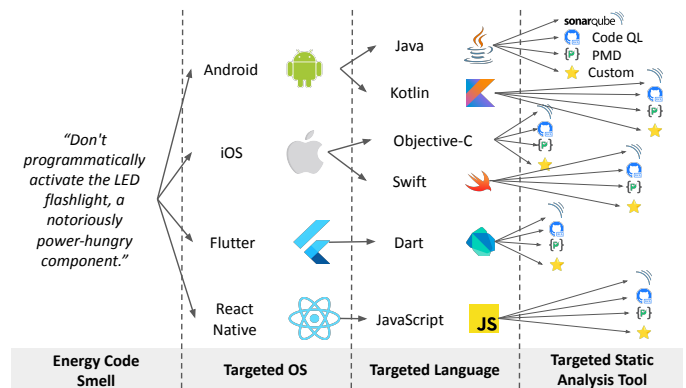 sonarqube
Java
Code QL
Android
PMD
Custom
Kotlin
“Don't
programmatically
activate the LED
flashlight, a
notoriously
power-hungry
component.”
Objective-C
iOS
Swift
Flutter
Dart
React
Native
JavaScript
JS
Energy Code
Smell
Targeted OS
Targeted Language
Targeted Static
Analysis Tool